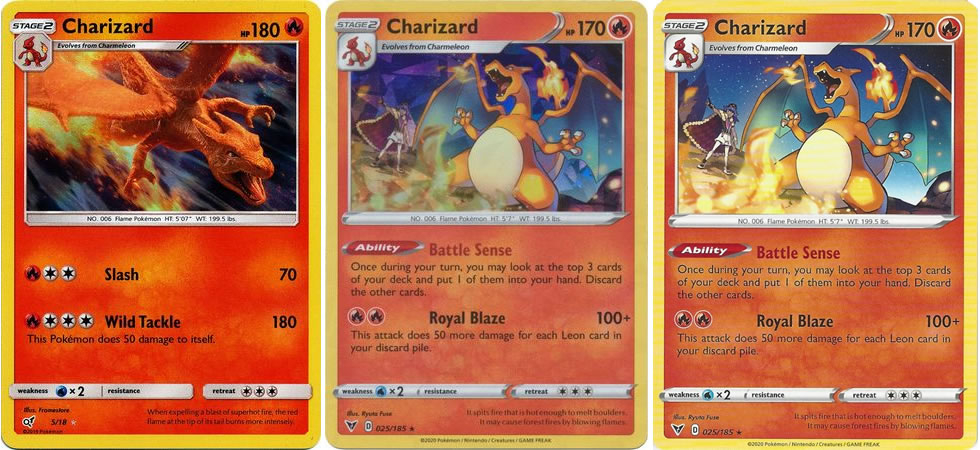 STAGE2 Charizard HP 180
Evolves from Charmeleon
NO. 006 Flame Pokémon HT: 5'07" WT: 199.5 lbs.
Slash 70
Wild Tackle 180
This Pokémon does 50 damage to itself.
weakness ×2 resistance retreat
Illus. Framestore
When expelling a blast of superhot fire, the red
flame at the tip of its tail burns more intensely.
5/18
©2019 Pokémon
STAGE2 Charizard HP 170
Evolves from Charmeleon
NO. 006 Flame Pokémon HT: 5'7" WT: 199.5 lbs.
Ability Battle Sense
Once during your turn, you may look at the top 3 cards
of your deck and put 1 of them into your hand. Discard
the other cards.
Royal Blaze 100+
This attack does 50 more damage for each Leon card in
your discard pile.
weakness ×2 resistance retreat
Illus. Ryuta Fuse
It spits fire that is hot enough to melt boulders.
It may cause forest fires by blowing flames.
D 025/185 ★
©2020 Pokémon / Nintendo / Creatures / GAME FREAK
STAGE2 Charizard HP 170
Evolves from Charmeleon
NO. 006 Flame Pokémon HT: 5'7" WT: 199.5 lbs.
Ability Battle Sense
Once during your turn, you may look at the top 3 cards
of your deck and put 1 of them into your hand. Discard
the other cards.
Royal Blaze 100+
This attack does 50 more damage for each Leon card in
your discard pile.
weakness ×2 resistance retreat
Illus. Ryuta Fuse
It spits fire that is hot enough to melt boulders.
It may cause forest fires by blowing flames.
D 025/185 ★
©2020 Pokémon / Nintendo / Creatures / GAME FREAK